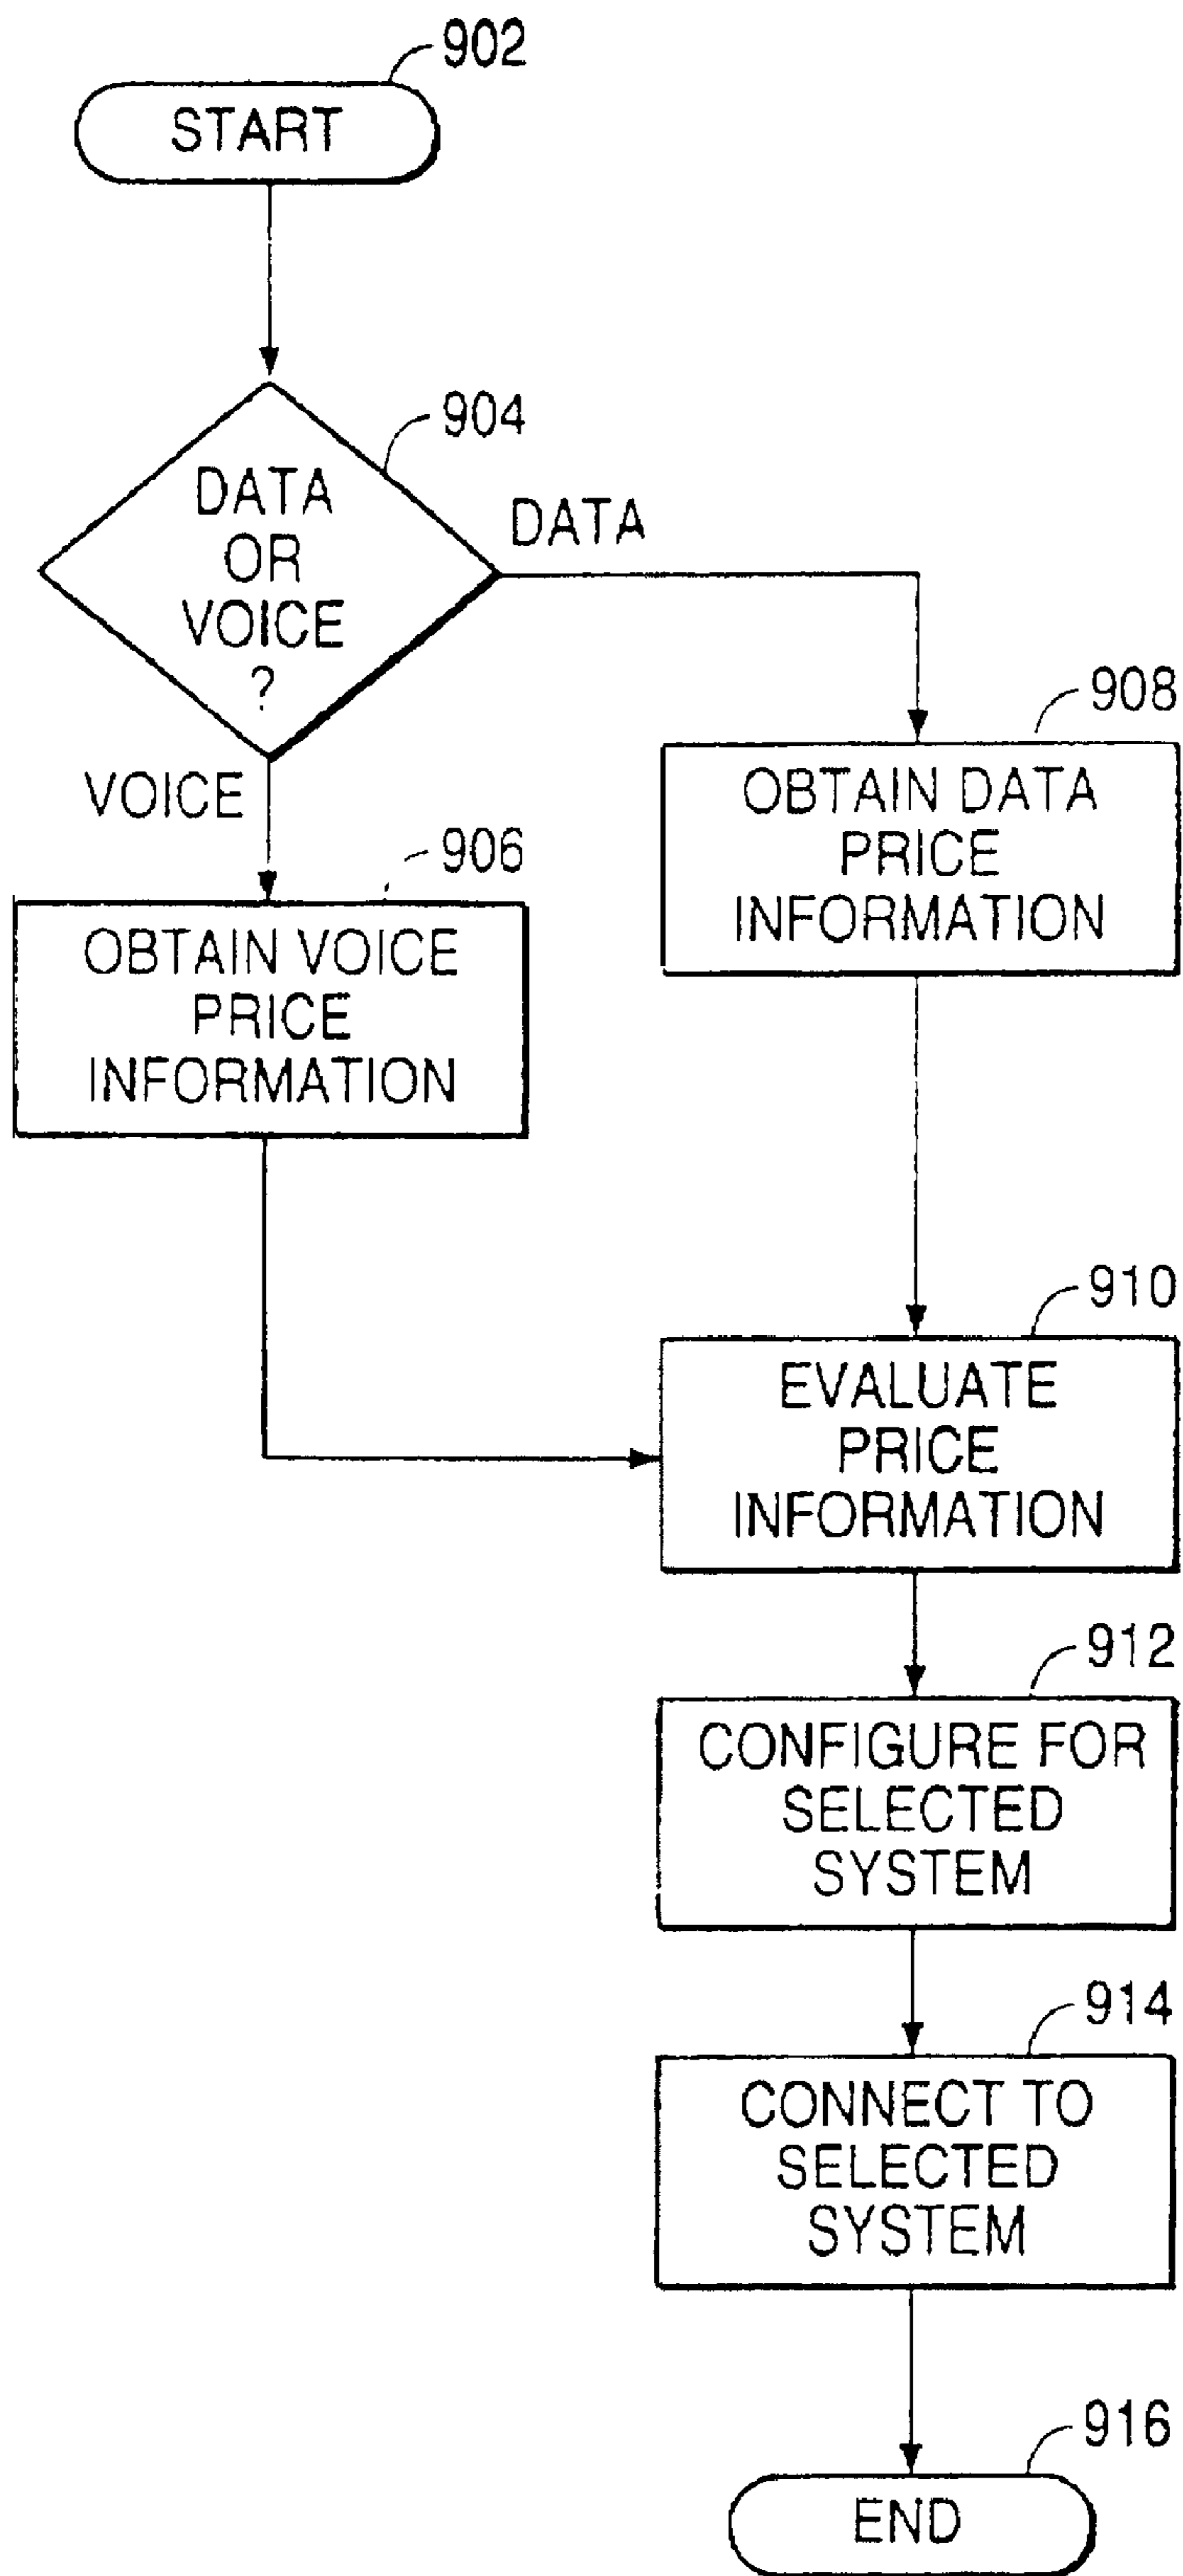 902
START
904
DATA
OR
VOICE
?
DATA
VOICE
908
OBTAIN DATA
PRICE
INFORMATION
906
OBTAIN VOICE
PRICE
INFORMATION
910
EVALUATE
PRICE
INFORMATION
912
CONFIGURE FOR
SELECTED
SYSTEM
914
CONNECT TO
SELECTED
SYSTEM
916
END